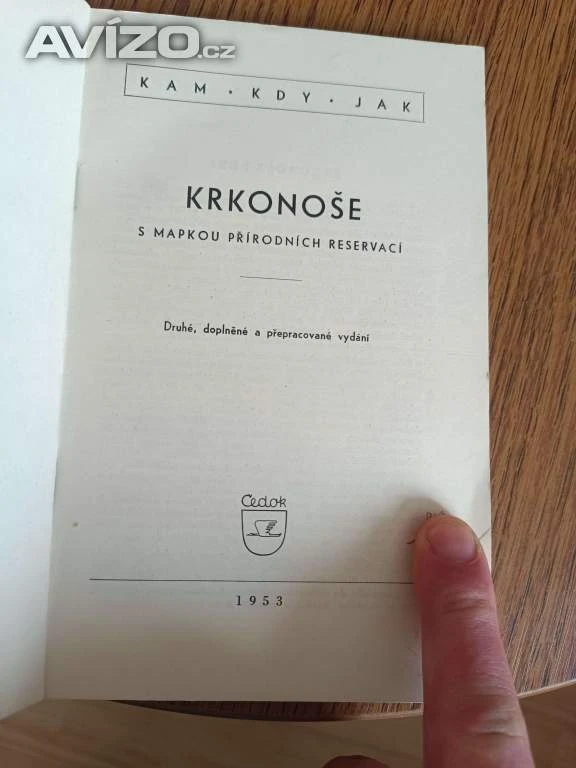 AVÍZO.cz
KAM • KDY • JAK
KRKONOŠE
S MAPKOU PŘÍRODNÍCH RESERVACÍ
Druhé, doplněné a přepracované vydání
Čedok
1953